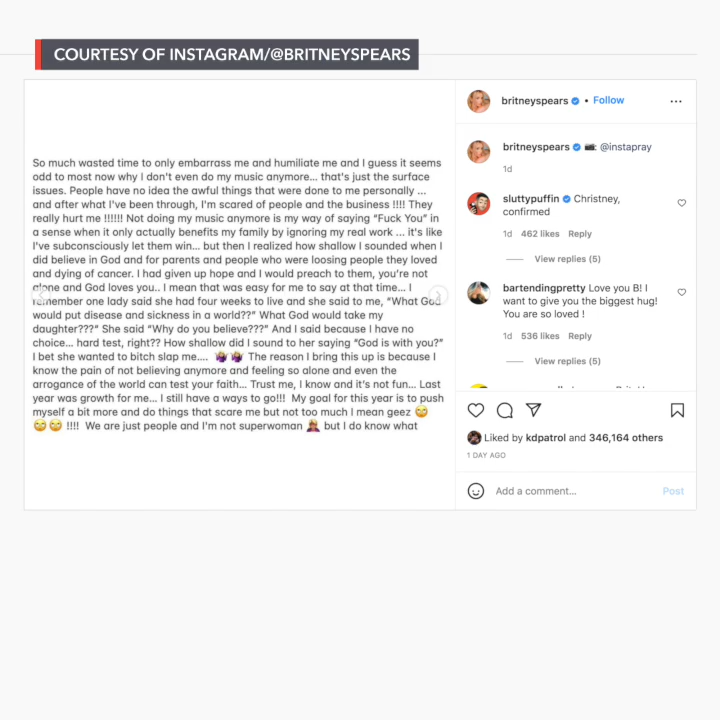 COURTESY OF INSTAGRAM/@BRITNEYSPEARS
So much wasted time to only embarrass me and humiliate me and I guess it seems
odd to most now why I don't even do my music anymore... that's just the surface
issues. People have no idea the awful things that were done to me personally ...
and after what I've been through, I'm scared of people and the business !!!! They
really hurt me !!!!!! Not doing my music anymore is my way of saying "Fuck You" in
a sense when it only actually benefits my family by ignoring my real work ... it's like
I've subconsciously let them win... but then I realized how shallow I sounded when I
did believe in God and for parents and people who were loosing people they loved
and dying of cancer. I had given up hope and I would preach to them, you're not
alone and God loves you.. I mean that was easy for me to say at that time... I
remember one lady said she had four weeks to live and she said to me, "What God
would put disease and sickness in a world??" What God would take my
daughter???" She said "Why do you believe???" And I said because I have no
choice... hard test, right?? How shallow did I sound to her saying "God is with you?"
I bet she wanted to bitch slap me.... 🤷‍♀️ 🤷‍♀️ The reason I bring this up is because I
know the pain of not believing anymore and feeling so alone and even the
arrogance of the world can test your faith... Trust me, I know and it's not fun... Last
year was growth for me... I still have a ways to go!!! My goal for this year is to push
myself a bit more and do things that scare me but not too much I mean geez 🙄
🙄🙄 !!!! We are just people and I'm not superwoman 🦸‍♀️ but I do know what
britneyspears • Follow
britneyspears 📷: @instapray
1d
sluttypuffin Christney,
confirmed
1d 462 likes Reply
View replies (5)
bartendingpretty Love you B! I
want to give you the biggest hug!
You are so loved !
1d 536 likes Reply
View replies (5)
Liked by kdpatrol and 346,164 others
1 DAY AGO
Add a comment... Post